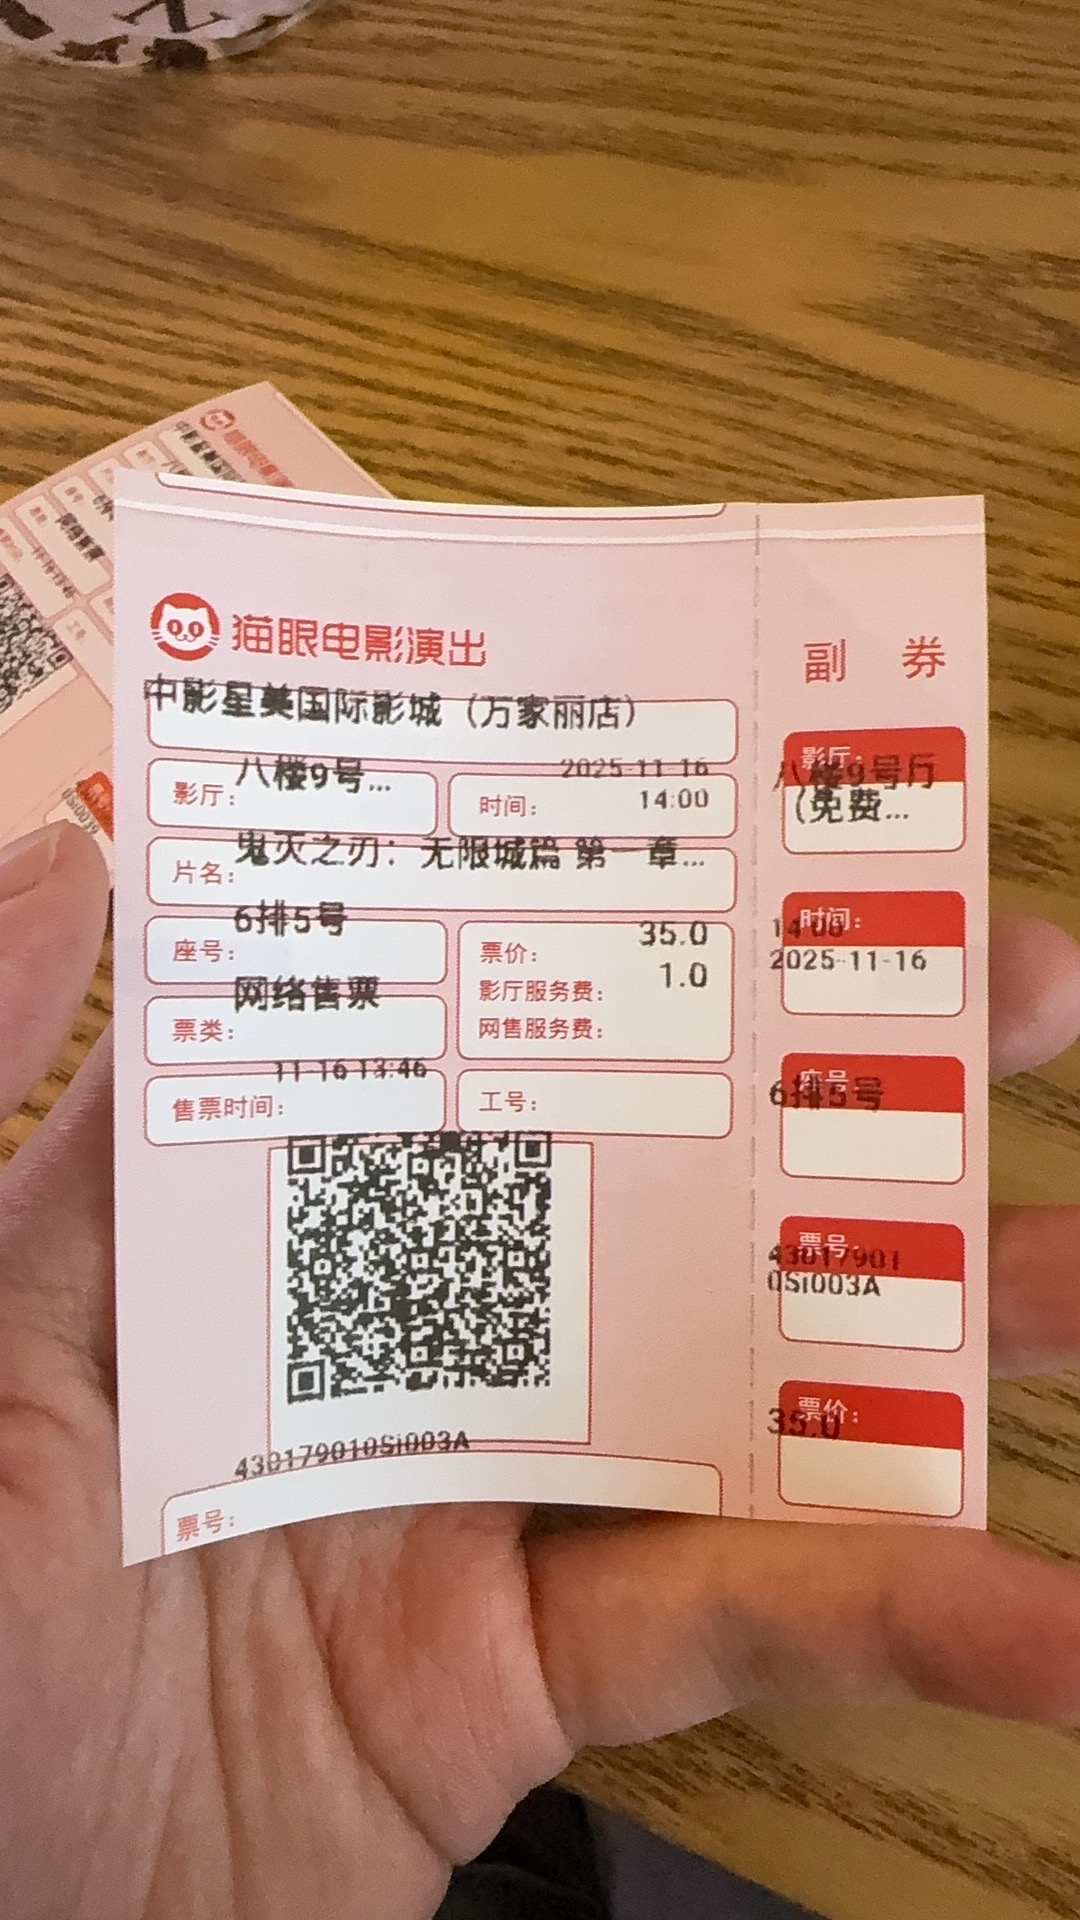 猫眼电影演出
中影星美国际影城（万家丽店）
影厅：八楼9号...
时间：2025-11-16
14:00
片名：鬼灭之刃：无限城篇 第一章...
座号：6排5号
票价：35.0
影厅服务费：1.0
网售服务费：
票类：网络售票
售票时间：11-16 13:46
工号：
430179010Si003A
票号：
副 券
影厅：
八楼9号厅
（免费...
时间：
14:00
2025-11-16
座号：
6排5号
票号：
43017901
0Si003A
票价：
35.0